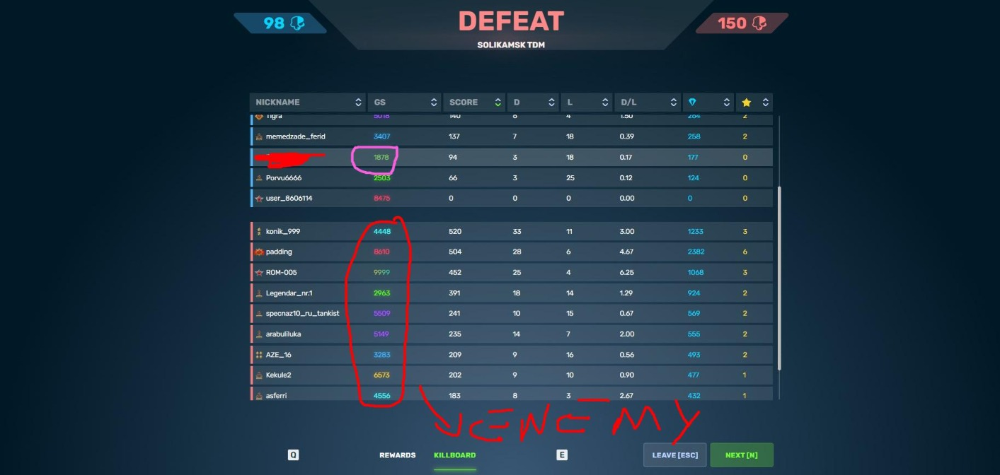 98 DEFEAT 150
SOLIKAMSK TDM
NICKNAME GS SCORE D L D/L
Tigra 5018 140 6 4 1.50 264 2
memedzade_ferid 3407 137 7 18 0.39 258 2
1878 94 3 18 0.17 177 0
Porvu6666 2503 66 3 25 0.12 124 0
user_8606114 8475 0 0 0 0.00 0 0
konik_999 4448 520 33 11 3.00 1233 3
padding 8610 504 28 6 4.67 2382 6
ROM-005 9999 452 25 4 6.25 1068 3
Legendar_nr.1 2963 391 18 14 1.29 924 2
specnaz10_ru_tankist 5509 241 10 15 0.67 569 2
arabuliluka 5149 235 14 7 2.00 555 2
AZE_16 3283 209 9 16 0.56 493 2
Kekule2 6573 202 9 10 0.90 477 1
asferri 4556 183 8 3 2.67 432 1
ENEMY
Q REWARDS KILLBOARD E LEAVE [ESC] NEXT [N]